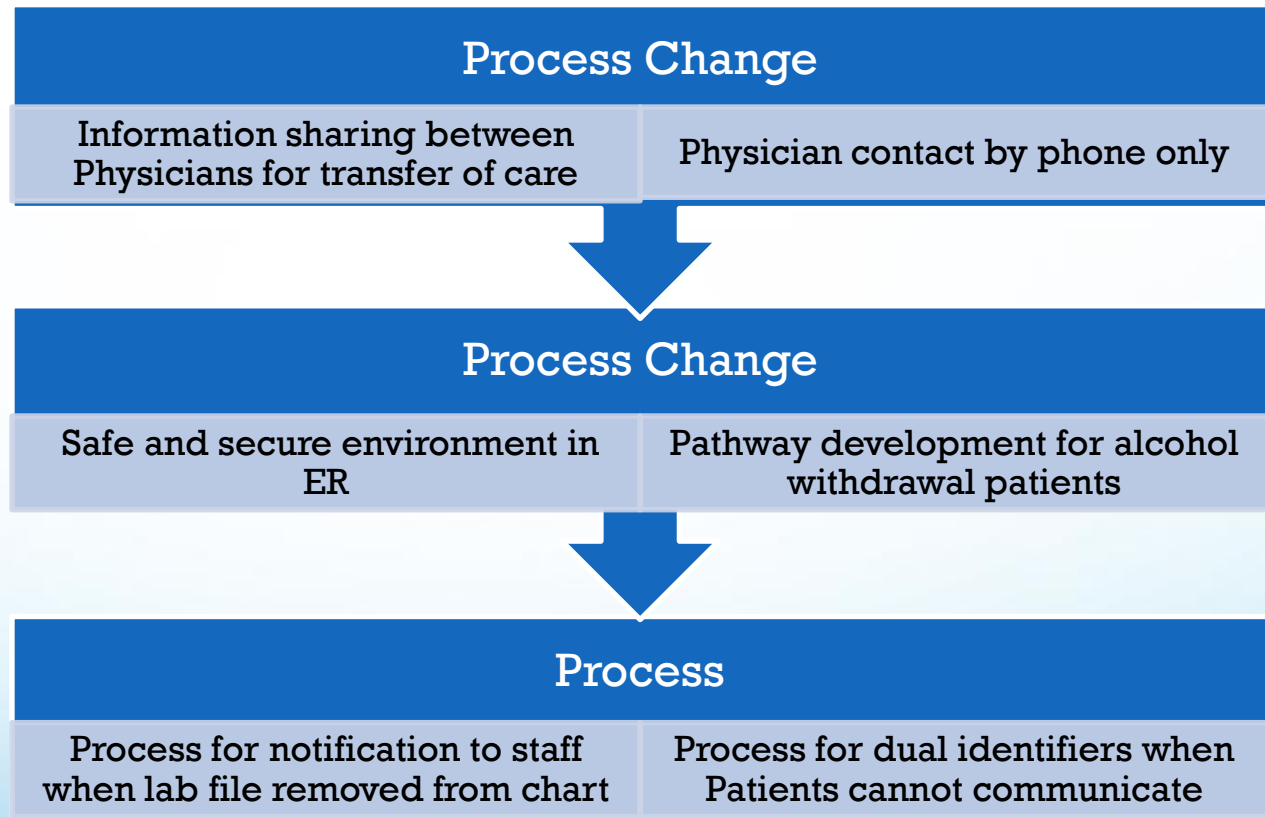 Process Change
Information sharing between
Physicians for transfer of care
Physician contact by phone only
Process Change
Safe and secure environment in
ER
Pathway development for alcohol
withdrawal patients
Process
Process for notification to staff
when lab file removed from chart
Process for dual identifiers when
Patients cannot communicate